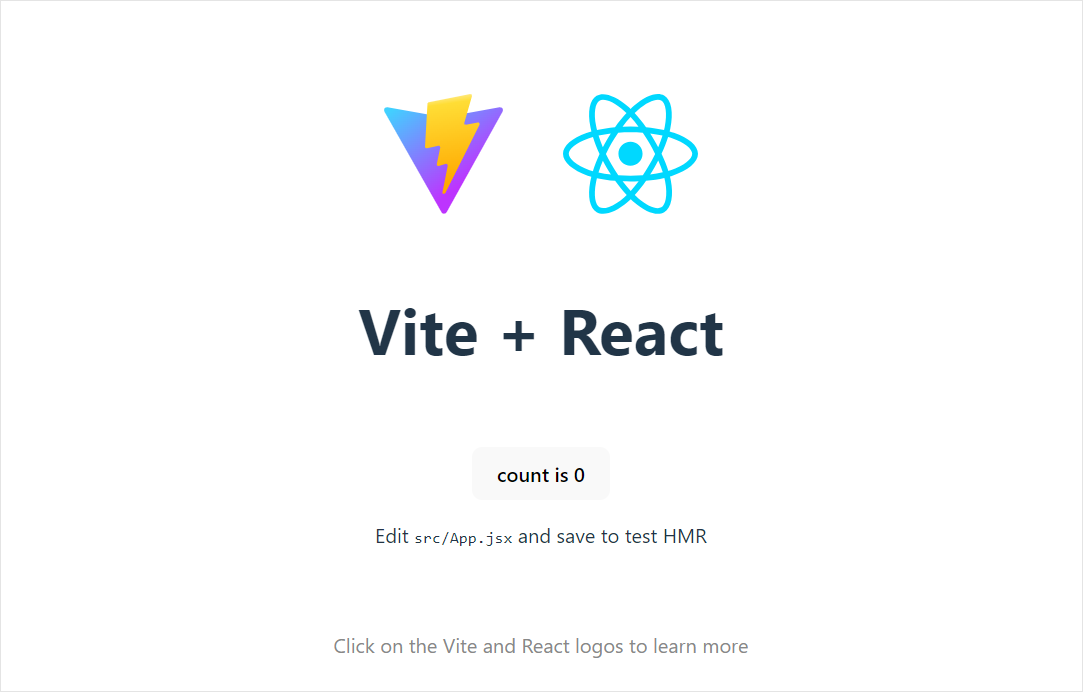 Vite + React
count is 0
Edit src/App.jsx and save to test HMR
Click on the Vite and React logos to learn more